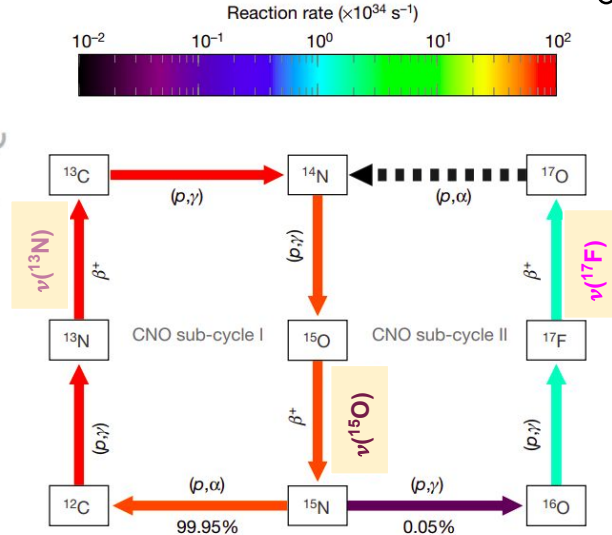 Reaction rate (×10³⁴ s⁻¹)
10⁻² 10⁻¹ 10⁰ 10¹ 10²
¹³C ¹⁴N ¹⁷O
(p,γ) (p,α)
ν(¹³N) β⁺ (p,γ) β⁺ ν(¹⁷F)
¹³N CNO sub-cycle I ¹⁵O CNO sub-cycle II ¹⁷F
(p,γ) β⁺ ν(¹⁵O) (p,γ)
(p,α) (p,γ)
¹²C ¹⁵N ¹⁶O
99.95% 0.05%